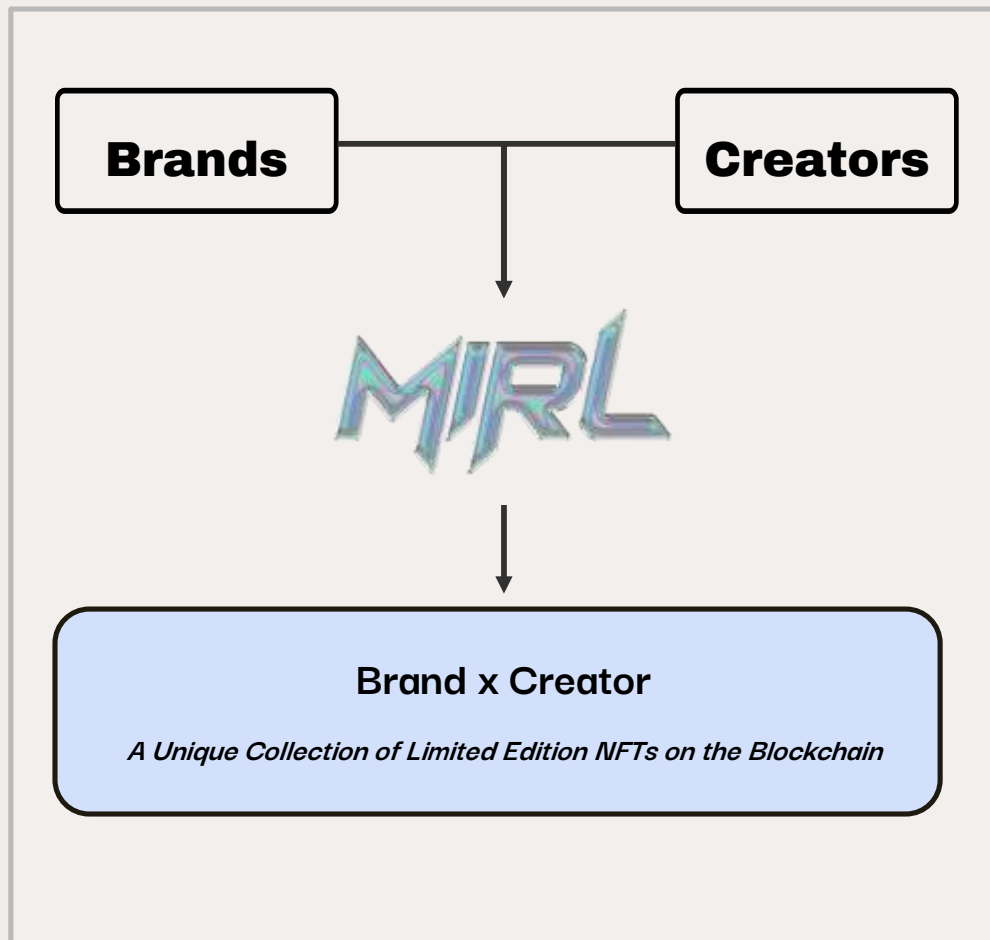 Brands
Creators
MIRL
Brand x Creator
A Unique Collection of Limited Edition NFTs on the Blockchain